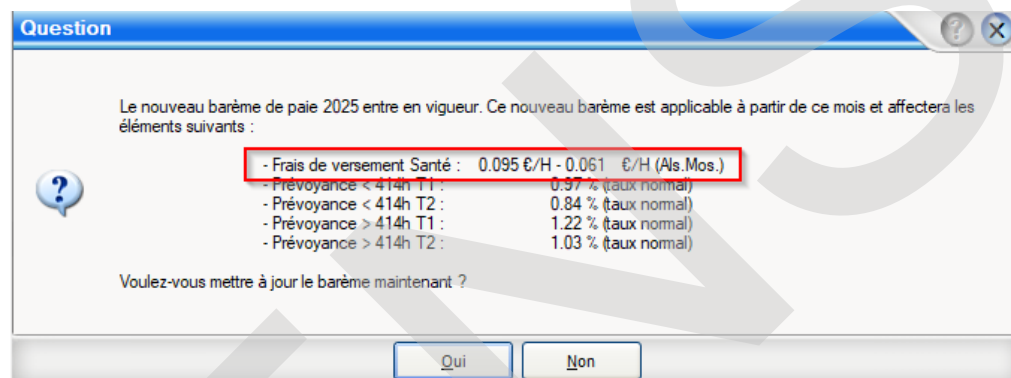 Question
Le nouveau barème de paie 2025 entre en vigueur. Ce nouveau barème est applicable à partir de ce mois et affectera les
éléments suivants :
- Frais de versement Santé : 0.095 €/H - 0.061 €/H (Als.Mos.)
- Prévoyance < 414h T1 : 0.97 % (taux normal)
- Prévoyance < 414h T2 : 0.84 % (taux normal)
- Prévoyance > 414h T1 : 1.22 % (taux normal)
- Prévoyance > 414h T2 : 1.03 % (taux normal)
Voulez-vous mettre à jour le barème maintenant ?
Oui Non